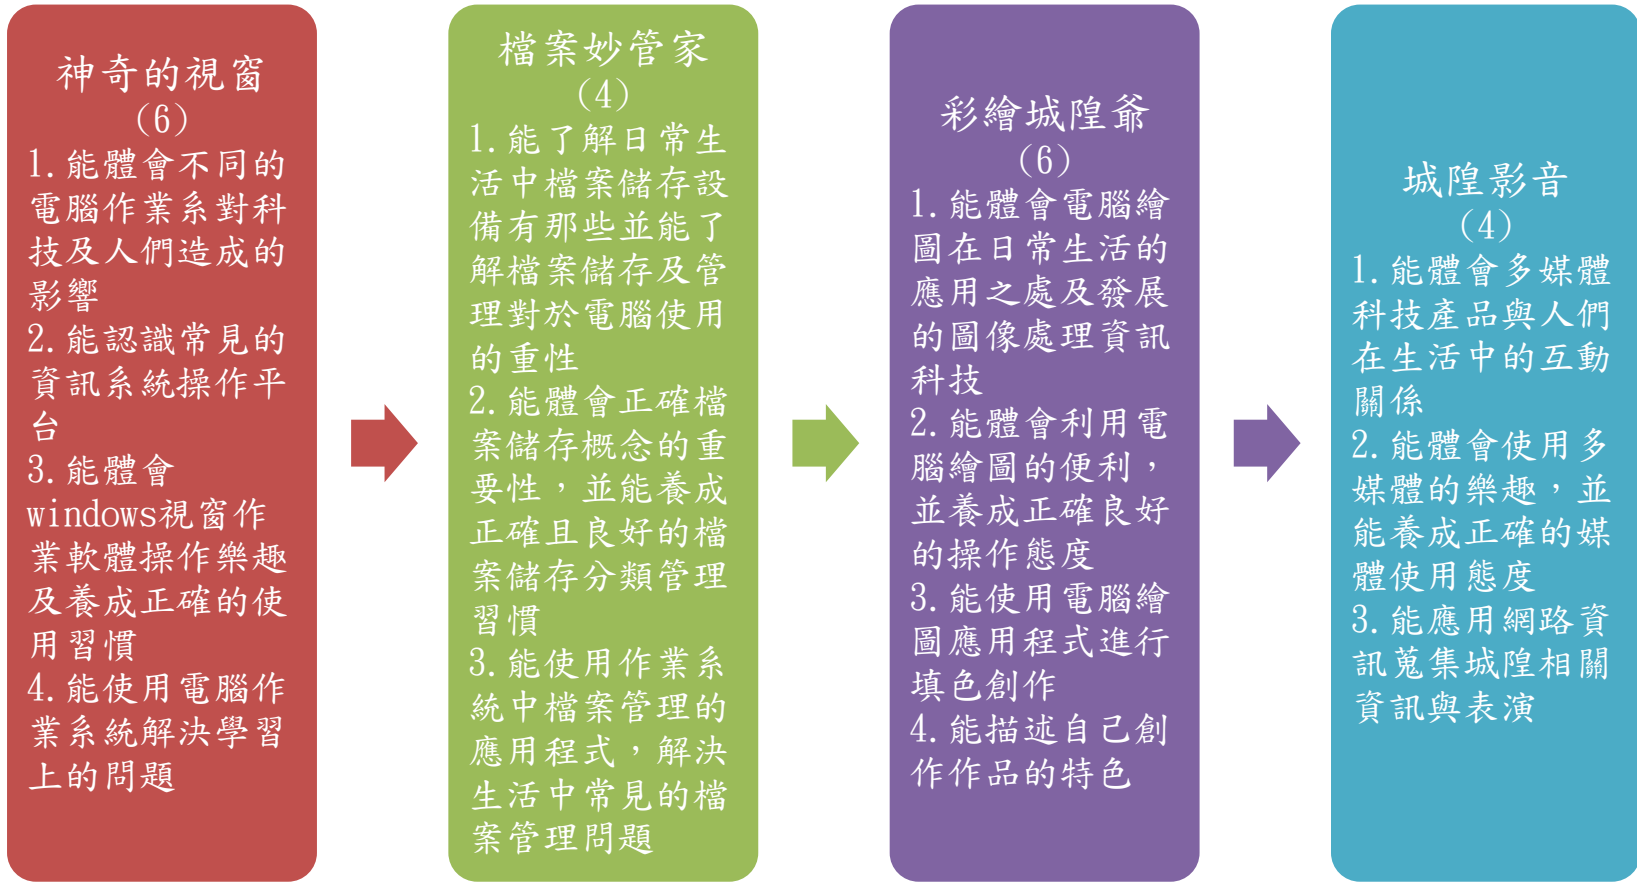 神奇的視窗
(6)
1.能體會不同的
電腦作業系對科
技及人們造成的
影響
2.能認識常見的
資訊系統操作平
台
3.能體會
windows視窗作
業軟體操作樂趣
及養成正確的使
用習慣
4.能使用電腦作
業系統解決學習
上的問題
檔案妙管家
(4)
1.能了解日常生
活中檔案儲存設
備有那些並能了
解檔案儲存及管
理對於電腦使用
的重性
2.能體會正確檔
案儲存概念的重
要性，並能養成
正確且良好的檔
案儲存分類管理
習慣
3.能使用作業系
統中檔案管理的
應用程式，解決
生活中常見的檔
案管理問題
彩繪城隍爺
(6)
1.能體會電腦繪
圖在日常生活的
應用之處及發展
的圖像處理資訊
科技
2.能體會利用電
腦繪圖的便利，
並養成正確良好
的操作態度
3.能使用電腦繪
圖應用程式進行
填色創作
4.能描述自己創
作作品的特色
城隍影音
(4)
1.能體會多媒體
科技產品與人們
在生活中的互動
關係
2.能體會使用多
媒體的樂趣，並
能養成正確的媒
體使用態度
3.能應用網路資
訊蒐集城隍相關
資訊與表演